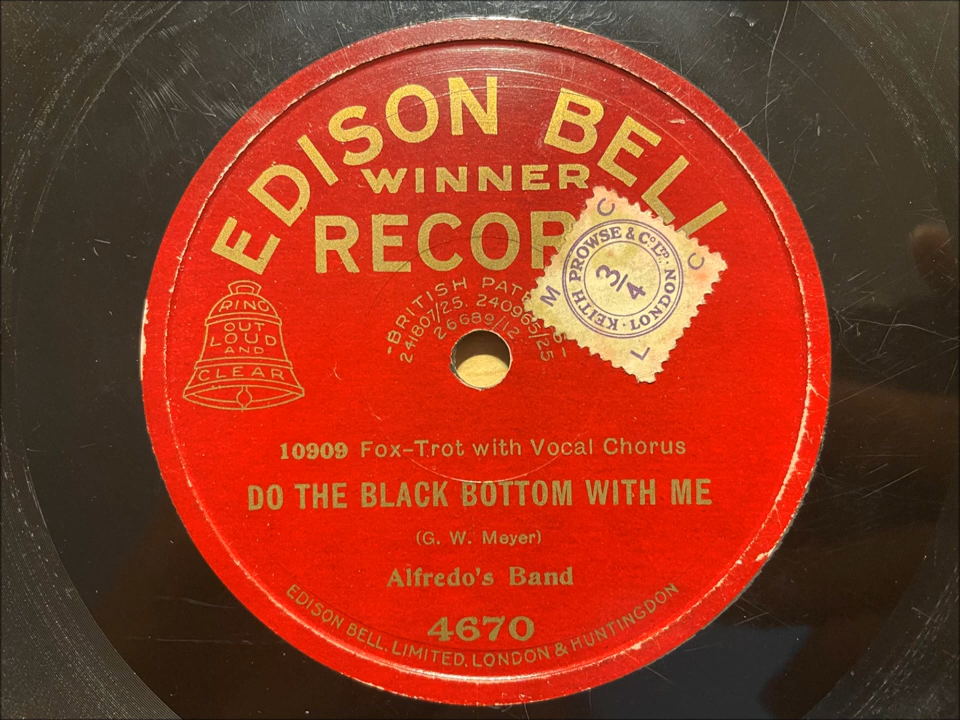 EDISON BELL
WINNER
RECOR
-BRITISH PAT
241807/25. 240965/25-
26689/12
RING
OUT
LOUD
AND
CLEAR
M C C L
KEITH PROWSE & Co LTD. LONDON.
3/4
10909 Fox-Trot with Vocal Chorus
DO THE BLACK BOTTOM WITH ME
(G. W. Meyer)
Alfredo's Band
4670
EDISON BELL, LIMITED, LONDON & HUNTINGDON